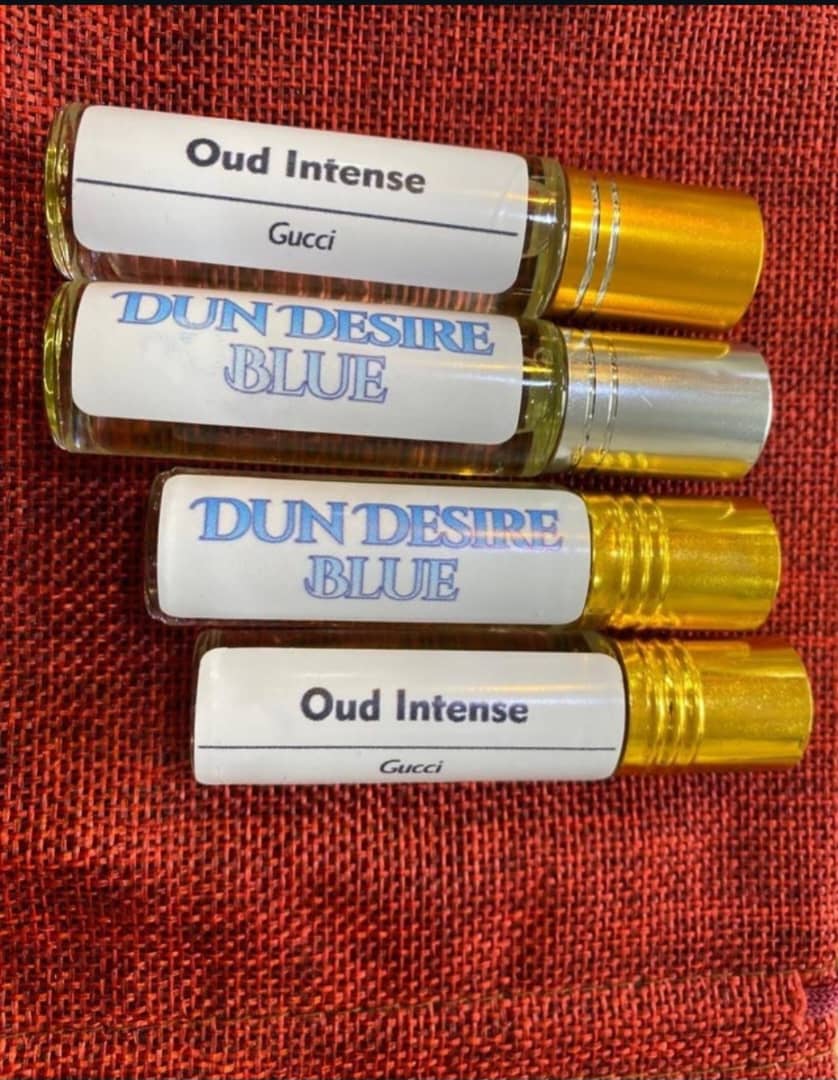 Oud Intense
Gucci
DUN DESIRE
BLUE
DUN DESIRE
BLUE
Oud Intense
Gucci